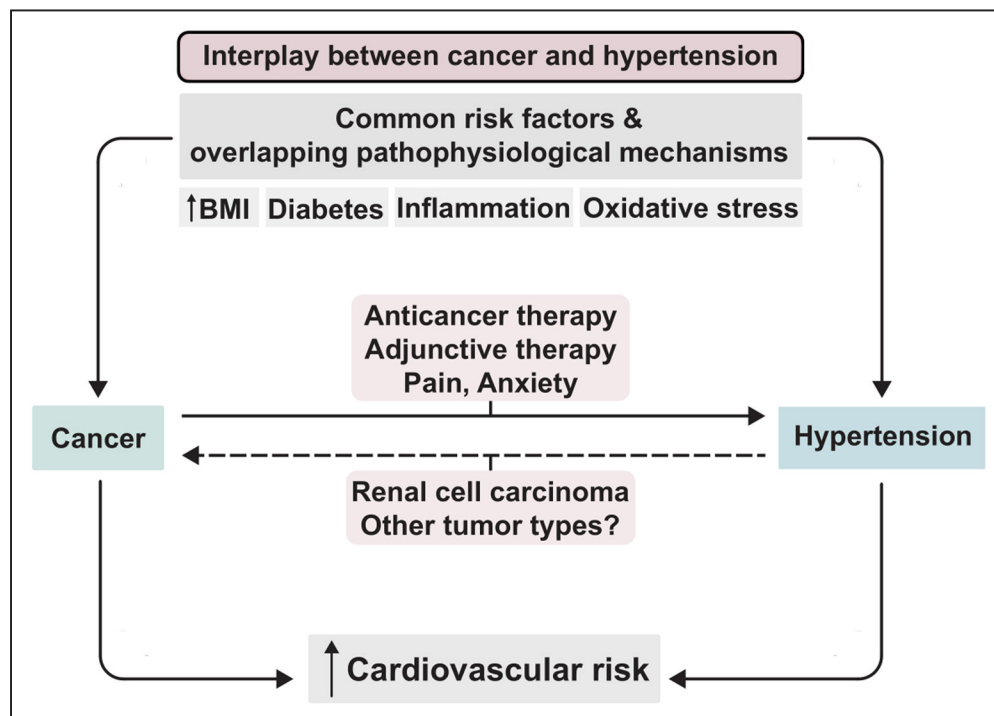 Interplay between cancer and hypertension
Common risk factors &
overlapping pathophysiological mechanisms
↑BMI Diabetes Inflammation Oxidative stress
Anticancer therapy
Adjunctive therapy
Pain, Anxiety
Cancer
Hypertension
Renal cell carcinoma
Other tumor types?
↑ Cardiovascular risk